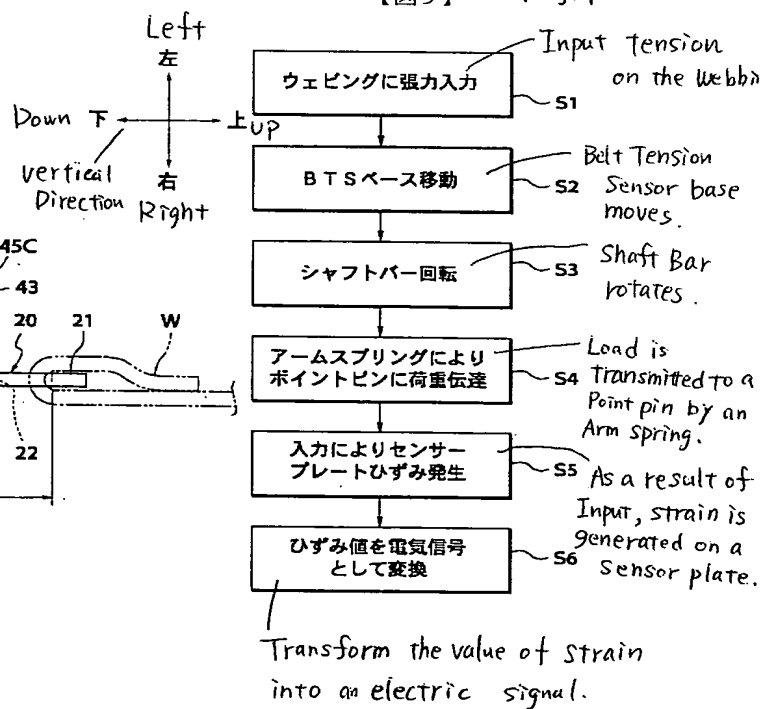 Left
左
Down 下
上 UP
vertical
Direction
右
Right
45C
43
20
21
W
22
ウェビングに張力入力
S1
Input tension
on the Webbi
BTSベース移動
S2
Belt Tension
Sensor base
moves.
シャフトバー回転
S3
Shaft Bar
rotates.
アームスプリングにより
ポイントピンに荷重伝達
S4
Load is
transmitted to a
Point pin by an
Arm spring.
入力によりセンサー
プレートひずみ発生
S5
As a result of
Input, strain is
generated on a
Sensor plate.
ひずみ値を電気信号
として変換
S6
Transform the value of strain
into an electric signal.